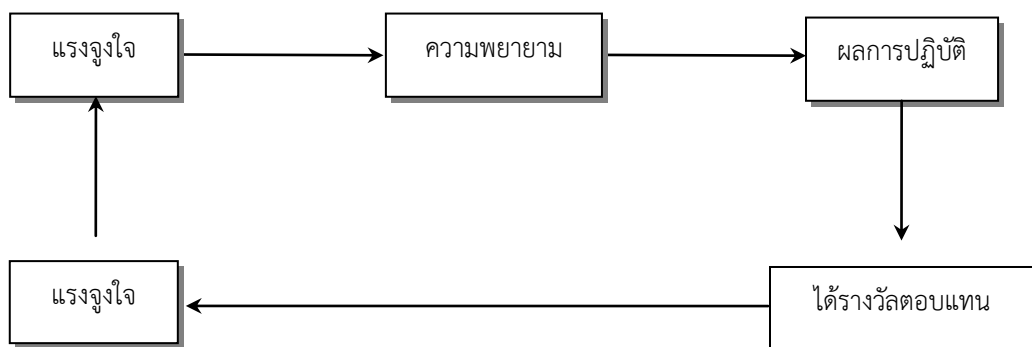 แรงจูงใจ
ความพยายาม
ผลการปฏิบัติ
แรงจูงใจ
ได้รางวัลตอบแทน